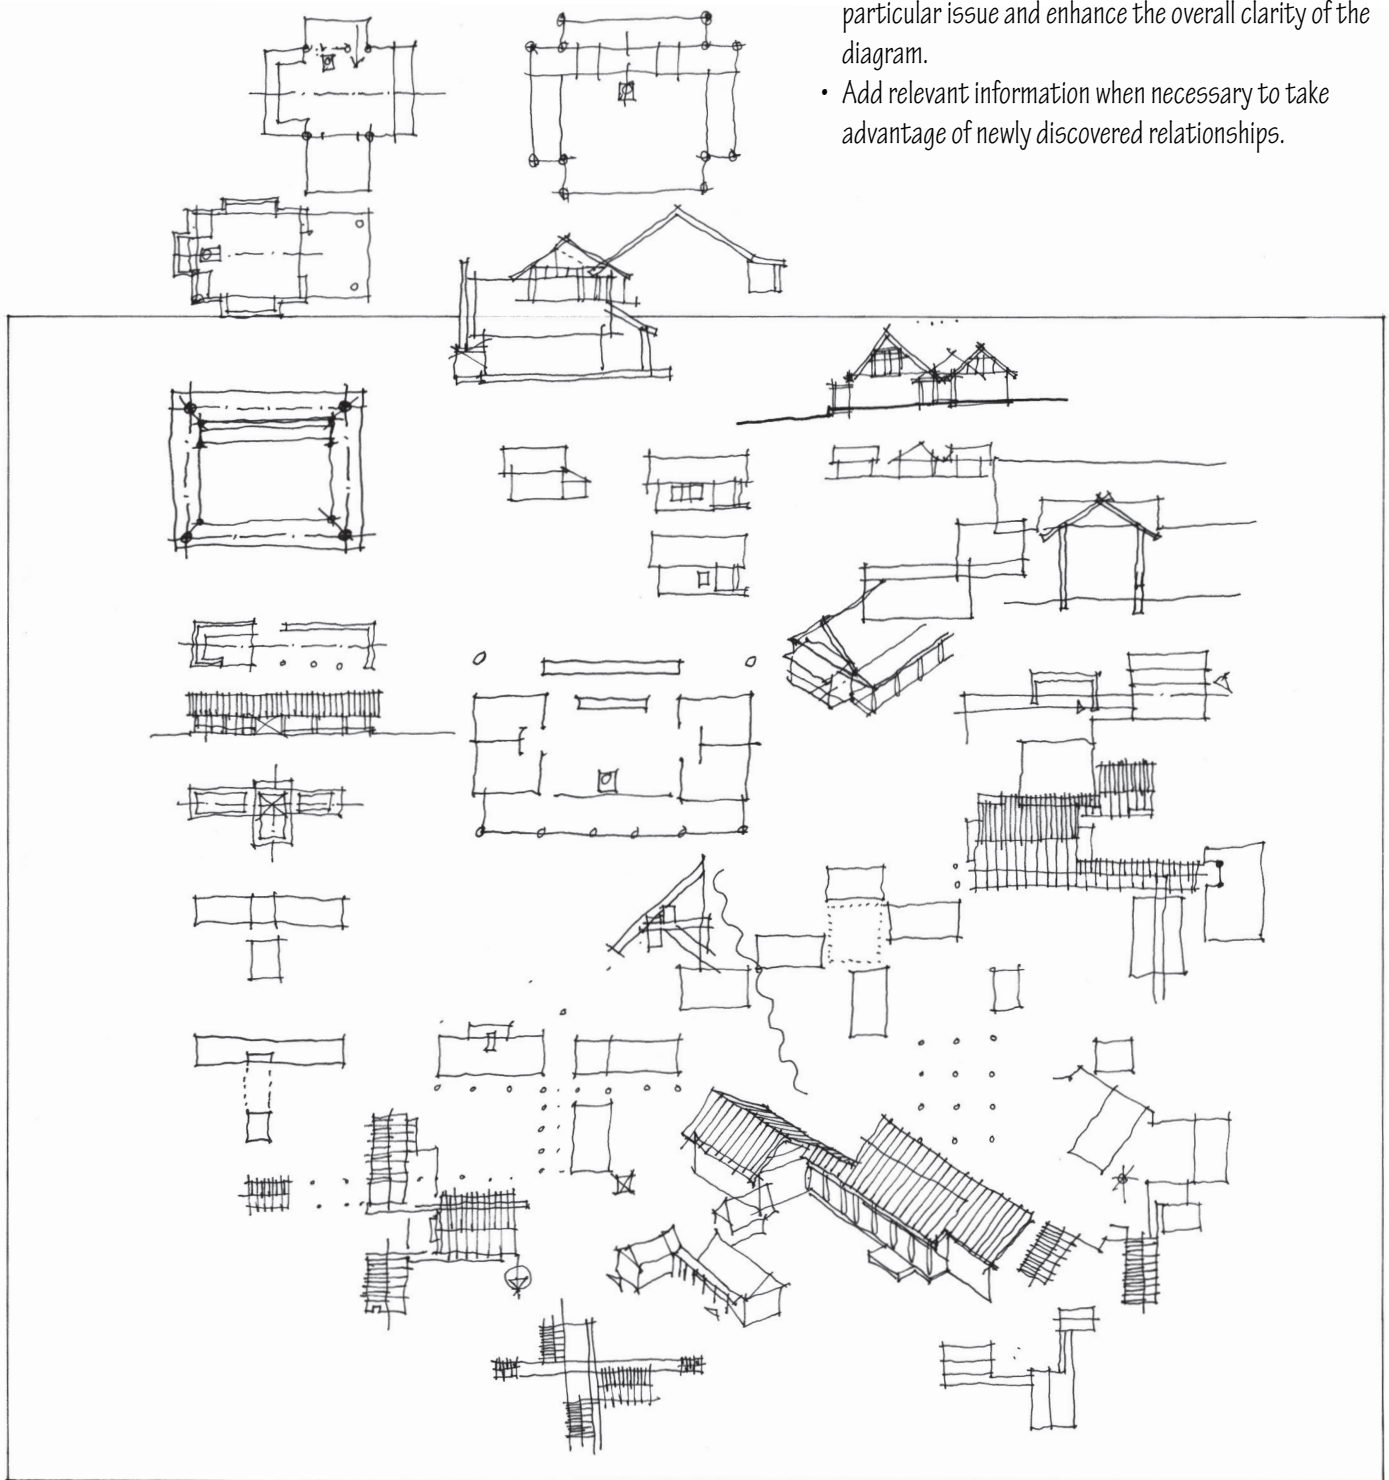 particular issue and enhance the overall clarity of the
diagram.
• Add relevant information when necessary to take
advantage of newly discovered relationships.